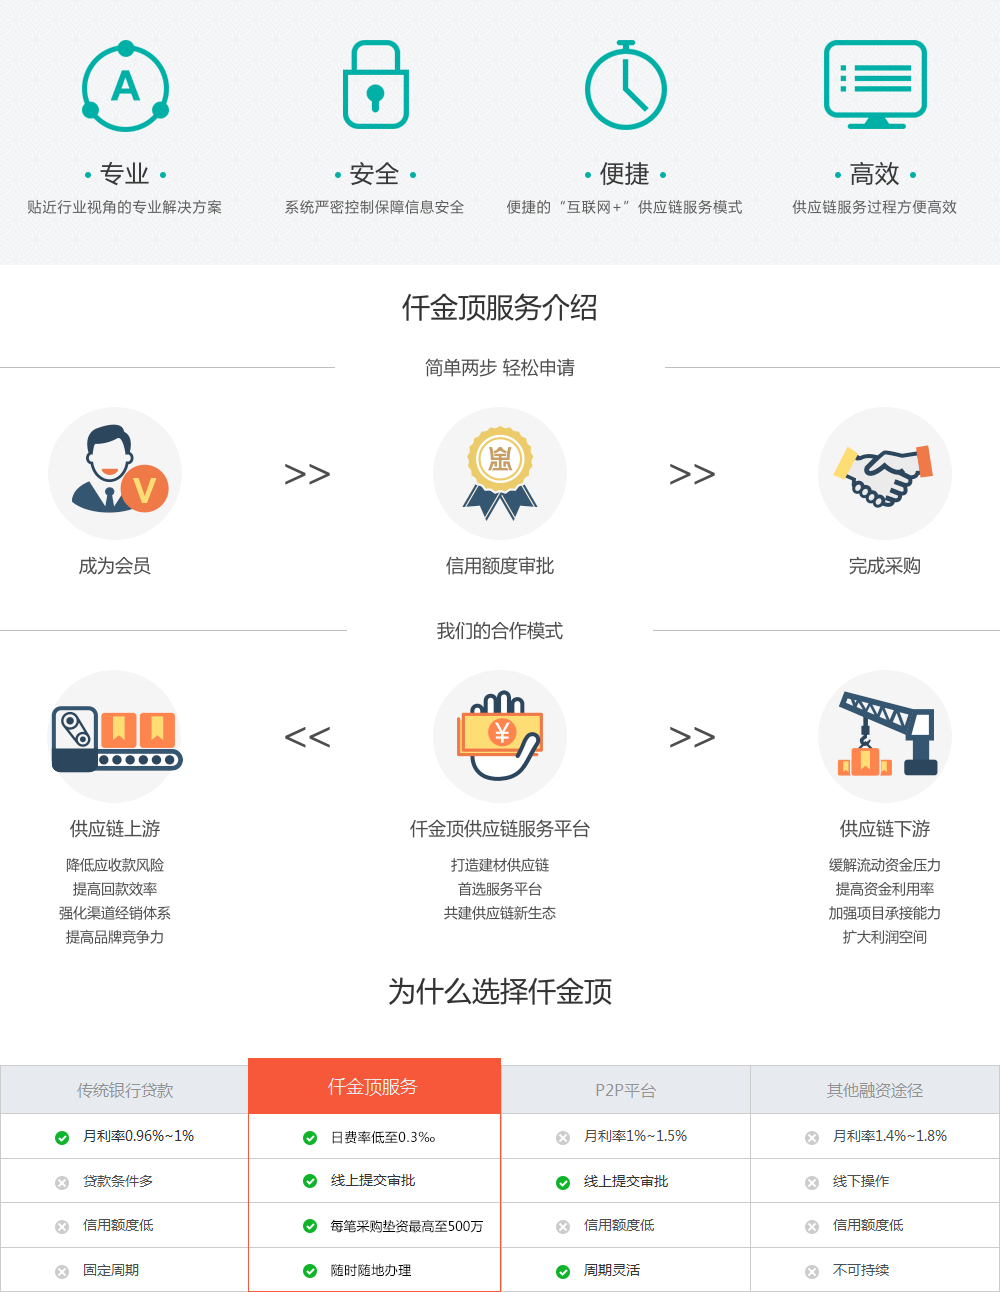 A
专业
安全
便捷
高效
贴近行业视角的专业解决方案
系统严密控制保障信息安全
便捷的“互联网+”供应链服务模式
供应链服务过程方便高效
仟金顶服务介绍
简单两步 轻松申请
V
>>
>>
成为会员
信用额度审批
完成采购
我们的合作模式
<<
¥
>>
供应链上游
降低应收款风险
提高回款效率
强化渠道经销体系
提高品牌竞争力
仟金顶供应链服务平台
打造建材供应链
首选服务平台
共建供应链新生态
供应链下游
缓解流动资金压力
提高资金利用率
加强项目承接能力
扩大利润空间
为什么选择仟金顶
传统银行贷款
仟金顶服务
P2P平台
其他融资途径
月利率0.96%~1%
日费率低至0.3‰
月利率1%~1.5%
月利率1.4%~1.8%
贷款条件多
线上提交审批
线上提交审批
线下操作
信用额度低
每笔采购垫资最高至500万
信用额度低
信用额度低
固定周期
随时随地办理
周期灵活
不可持续